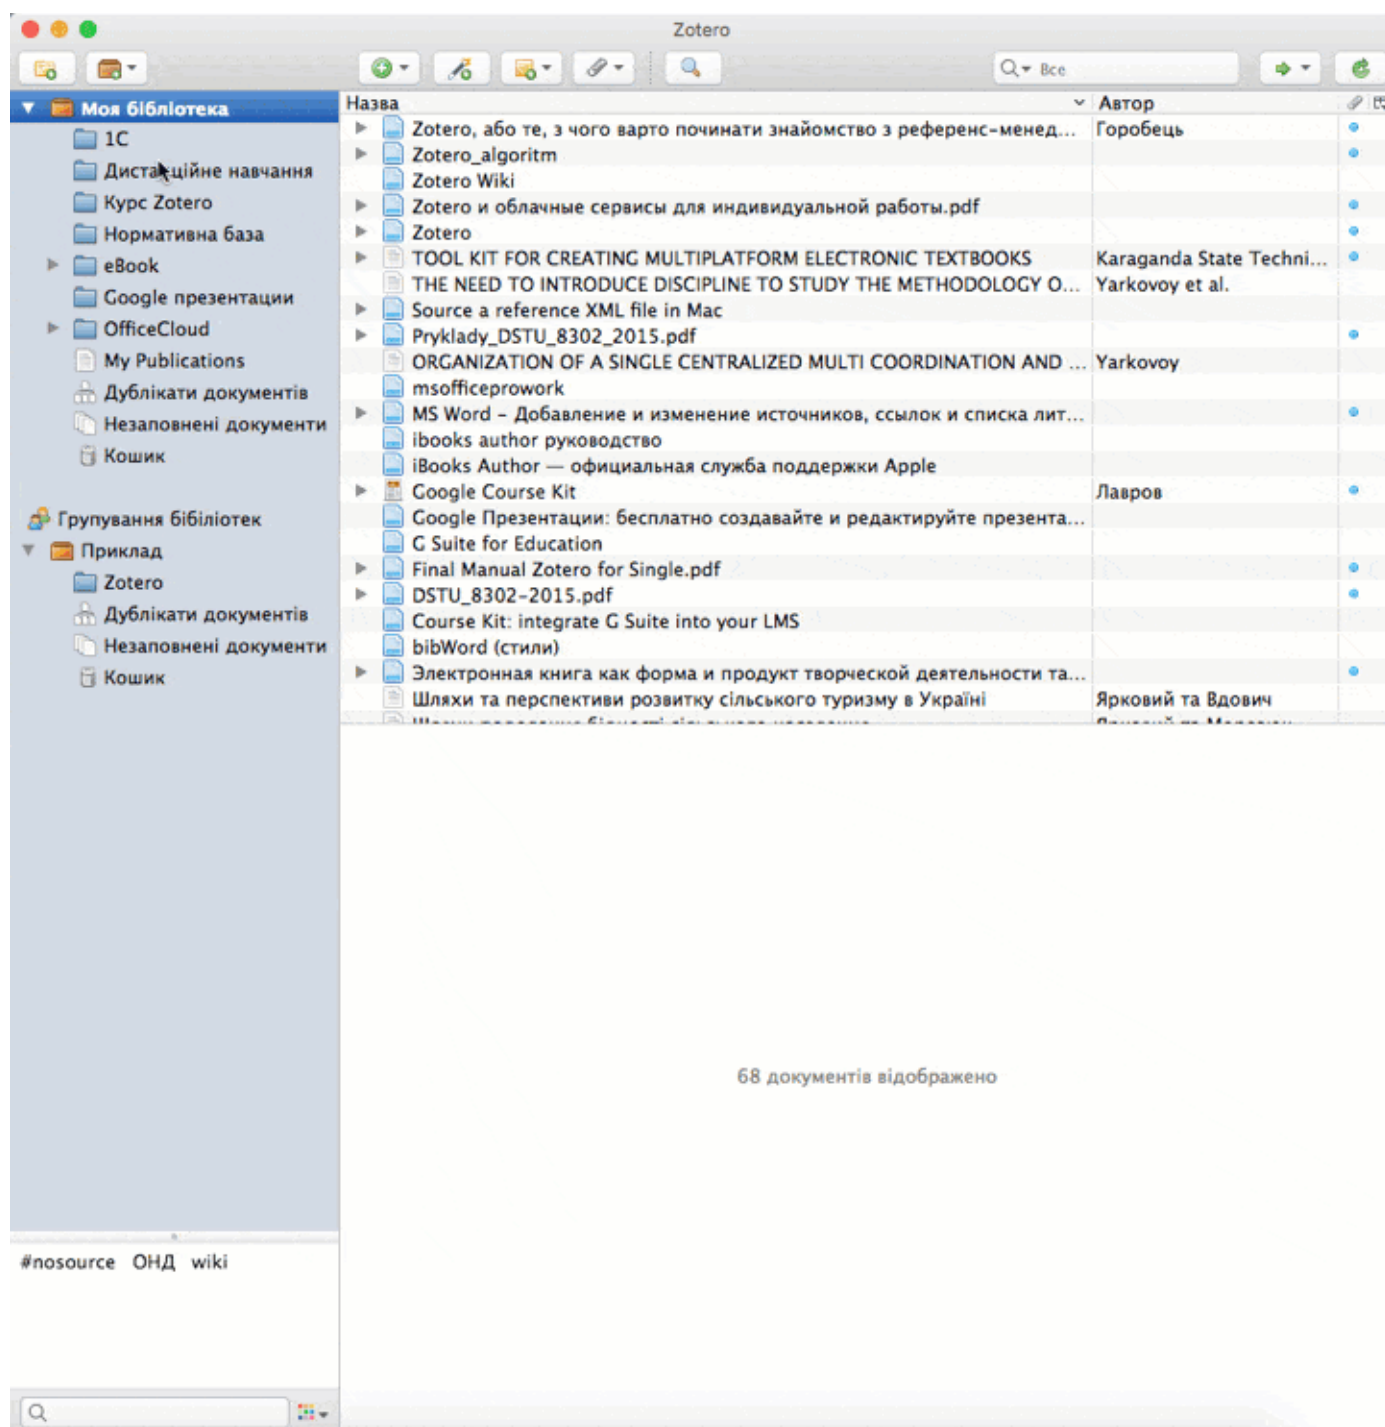 Zotero
Все
Моя бібліотека
1С
Дистанційне навчання
Курс Zotero
Нормативна база
eBook
Google презентации
OfficeCloud
My Publications
Дублікати документів
Незаповнені документи
Кошик
Групування бібліотек
Приклад
Zotero
Дублікати документів
Незаповнені документи
Кошик
#nosource ОНД wiki
Назва Автор
Zotero, або те, з чого варто починати знайомство з референс-менед... Горобець
Zotero_algoritm
Zotero Wiki
Zotero и облачные сервисы для индивидуальной работы.pdf
Zotero
TOOL KIT FOR CREATING MULTIPLATFORM ELECTRONIC TEXTBOOKS Karaganda State Techni...
THE NEED TO INTRODUCE DISCIPLINE TO STUDY THE METHODOLOGY O... Yarkovoy et al.
Source a reference XML file in Mac
Pryklady_DSTU_8302_2015.pdf
ORGANIZATION OF A SINGLE CENTRALIZED MULTI COORDINATION AND ... Yarkovoy
msofficeprowork
MS Word – Добавление и изменение источников, ссылок и списка лит...
ibooks author руководство
iBooks Author — официальная служба поддержки Apple
Google Course Kit Лавров
Google Презентации: бесплатно создавайте и редактируйте презента...
G Suite for Education
Final Manual Zotero for Single.pdf
DSTU_8302-2015.pdf
Course Kit: integrate G Suite into your LMS
bibWord (стили)
Электронная книга как форма и продукт творческой деятельности та...
Шляхи та перспективи розвитку сільського туризму в Україні Ярковий та Вдович
68 документів відображено